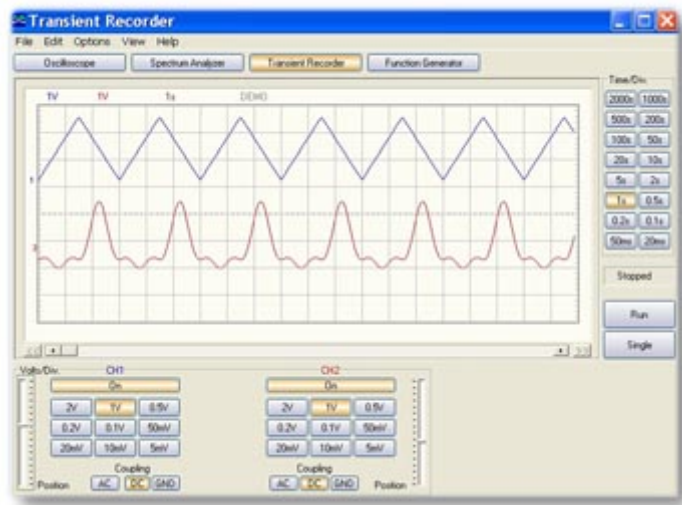 Transient Recorder
File Edit Options View Help
Oscilloscope Spectrum Analyzer Transient Recorder Function Generator
1V 1V 1s DEMO
Time/Div.
2000s 1000s
500s 200s
100s 50s
20s 10s
5s 2s
1s 0.5s
0.2s 0.1s
50ms 20ms
1
2
Stopped
Run
Single
Volts/Div. CH1 CH2
On On
2V 1V 0.5V 2V 1V 0.5V
0.2V 0.1V 50mV 0.2V 0.1V 50mV
20mV 10mV 5mV 20mV 10mV 5mV
Coupling Coupling
Position AC DC GND AC DC GND Position